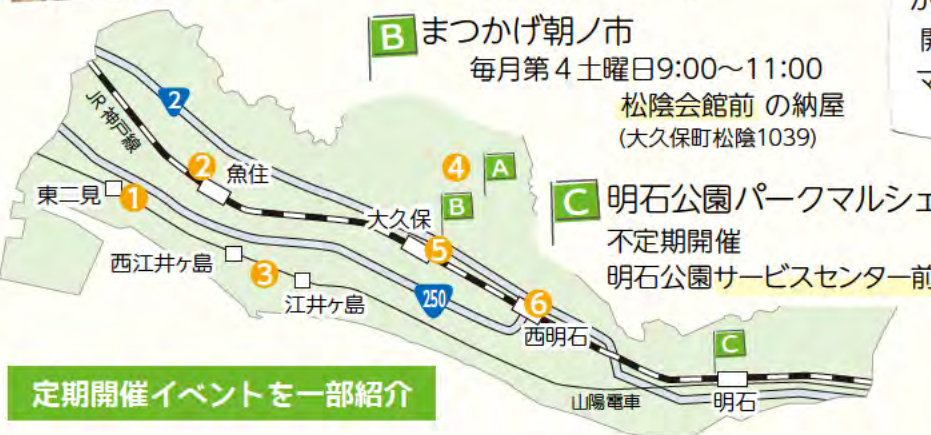 B まつかげ朝ノ市
毎月第4土曜日9:00〜11:00
松陰会館前 の納屋
(大久保町松陰1039)
C 明石公園パークマルシェ
不定期開催
明石公園サービスセンター前
2
JR神戸線
2 魚住
4 A
B
東二見 1
大久保 5
西江井ヶ島
3
江井ヶ島
250
6
西明石
C
明石
山陽電車
定期開催イベントを一部紹介